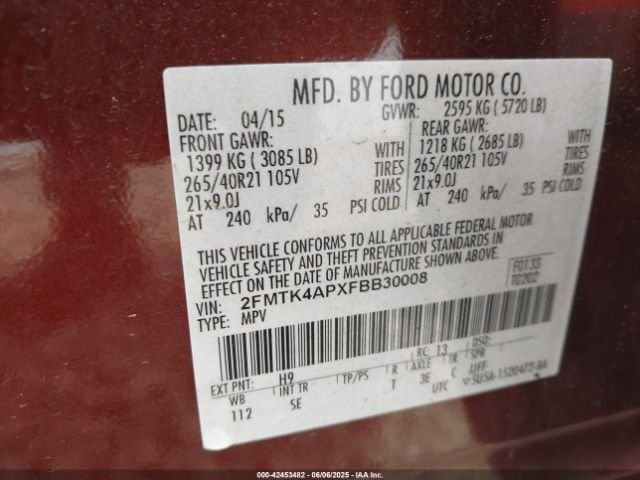 MFD. BY FORD MOTOR CO.
DATE: 04/15 GVWR: 2595 KG ( 5720 LB)
FRONT GAWR: REAR GAWR:
1399 KG ( 3085 LB) WITH 1218 KG ( 2685 LB) WITH
265/40R21 105V TIRES 265/40R21 105V TIRES
21x9.0J RIMS 21x9.0J RIMS
AT 240 kPa/ 35 PSI COLD AT 240 kPa/ 35 PSI COLD
THIS VEHICLE CONFORMS TO ALL APPLICABLE FEDERAL MOTOR
VEHICLE SAFETY AND THEFT PREVENTION STANDARDS IN
EFFECT ON THE DATE OF MANUFACTURE SHOWN ABOVE.
VIN: 2FMTK4APXFBB30008 F0133
TYPE: MPV T0202
EXT PNT: H9 RC: 13
WB INT TR TP/PS R AXLE TR SPR
112 SE T 3E C JJFF
UTC
000-42453482 06/06/2025 - IAA Inc.